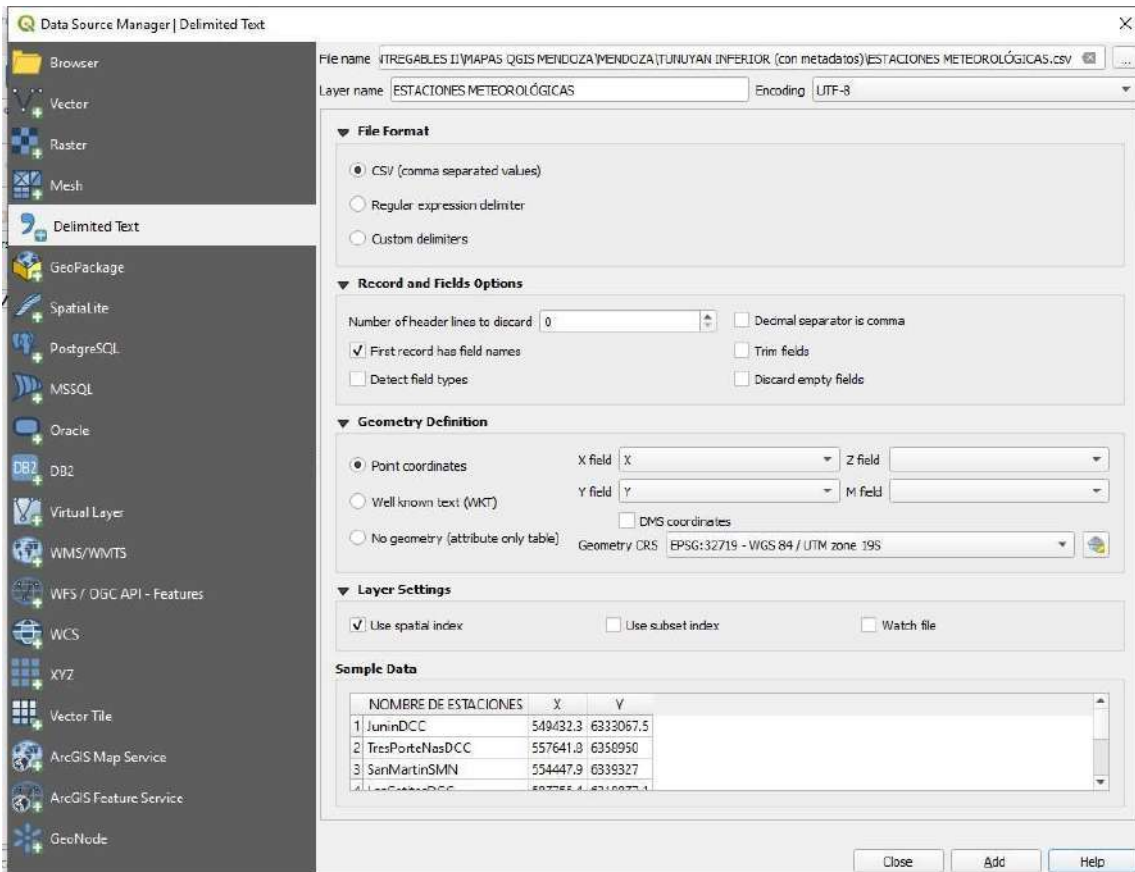 Data Source Manager | Delimited Text
Browser
Vector
Raster
Mesh
Delimited Text
GeoPackage
SpatiaLite
PostgreSQL
MSSQL
Oracle
DB2
DB2
Virtual Layer
WMS/WMTS
WFS / OGC API - Features
WCS
XYZ
Vector Tile
ArcGIS Map Service
ArcGIS Feature Service
GeoNode
File name NTREGABLES II\MAPAS QGIS MENDOZA\MENDOZA\TUNUYAN INFERIOR (con metadatos)\ESTACIONES METEOROLÓGICAS.csv ...
Layer name ESTACIONES METEOROLÓGICAS Encoding UTF-8
File Format
CSV (comma separated values)
Regular expression delimiter
Custom delimiters
Record and Fields Options
Number of header lines to discard 0 Decimal separator is comma
First record has field names Trim fields
Detect field types Discard empty fields
Geometry Definition
Point coordinates X field X Z field
Well known text (WKT) Y field Y M field
DMS coordinates
No geometry (attribute only table) Geometry CRS EPSG:32719 - WGS 84 / UTM zone 19S
Layer Settings
Use spatial index Use subset index Watch file
Sample Data
NOMBRE DE ESTACIONES X Y
1 JuninDCC 549432.3 6333067.5
2 TresPorteNasDCC 557641.8 6358950
3 SanMartinSMN 554447.9 6339327
Close Add Help